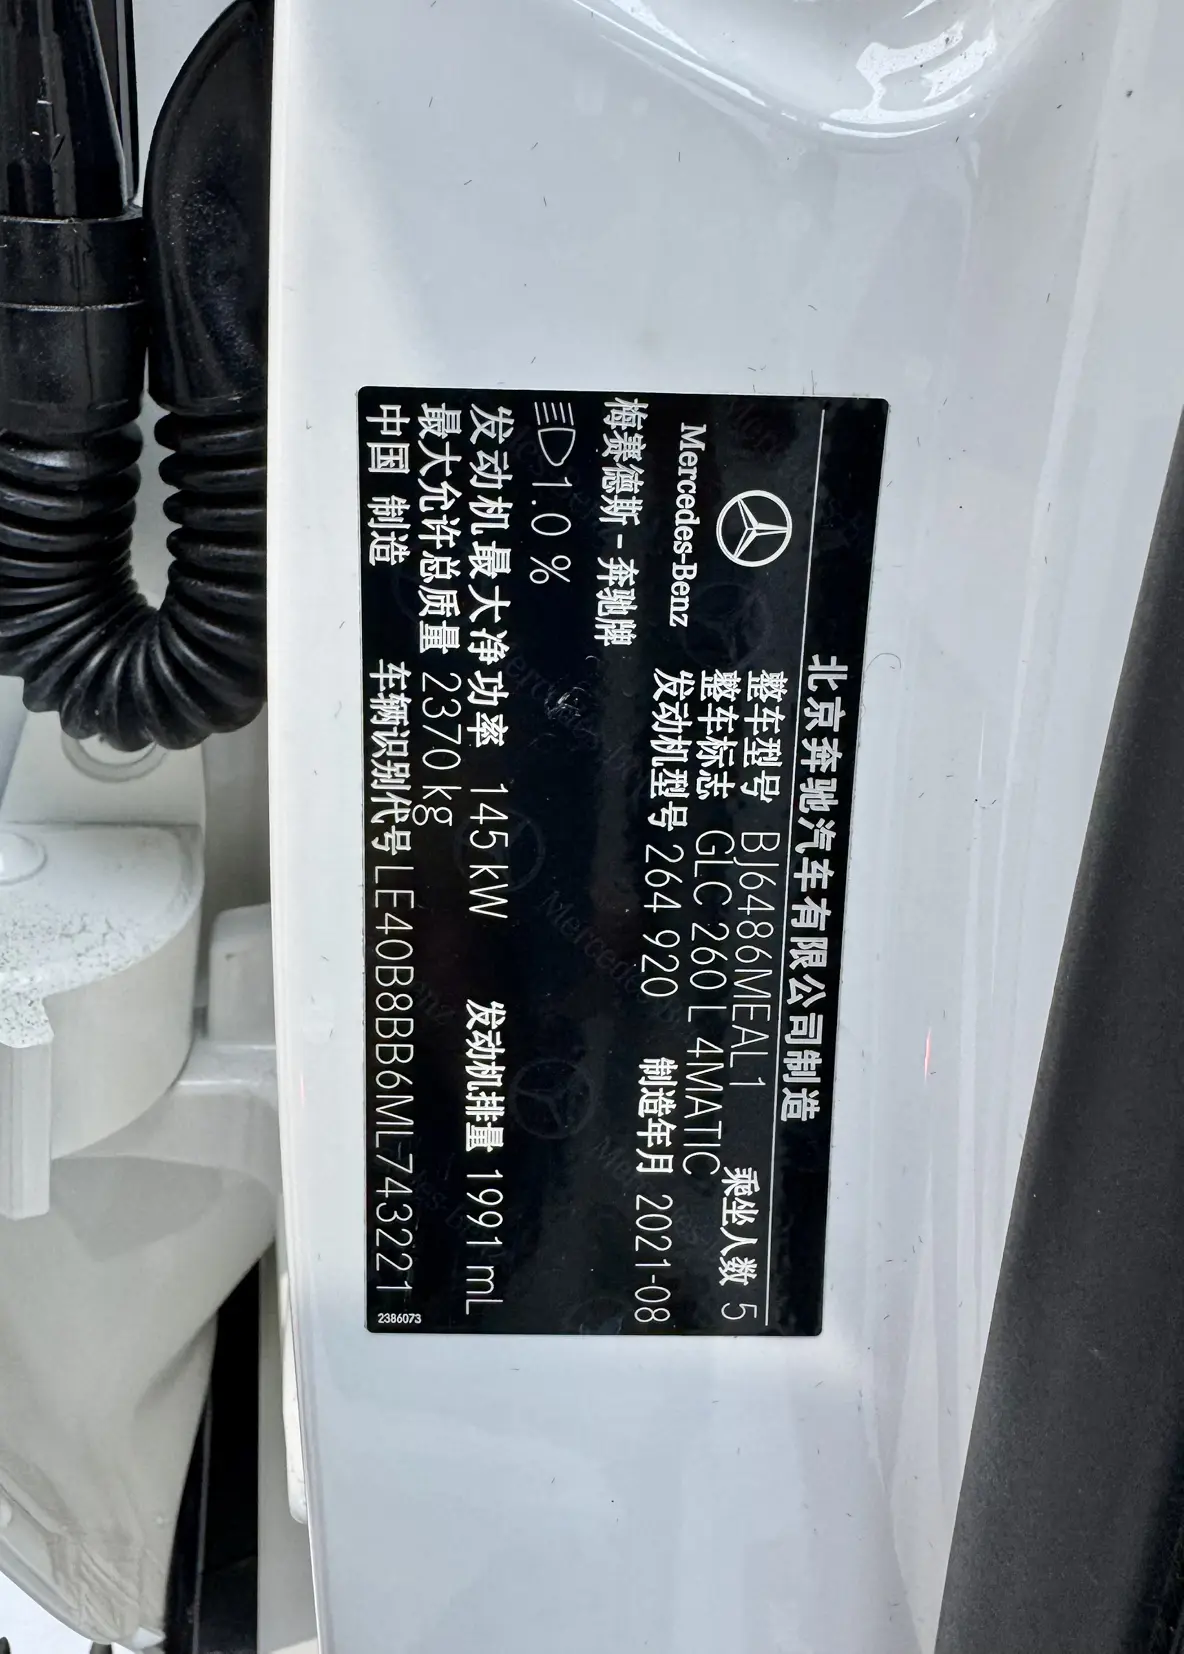 北京奔驰汽车有限公司制造
Mercedes-Benz
整车型号 BJ6486MEAL1 乘坐人数 5
整车标志 GLC 260 L 4MATIC
发动机型号 264 920 制造年月 2021-08
梅赛德斯-奔驰牌
1.0 %
发动机最大净功率 145 kW 发动机排量 1991 mL
最大允许总质量 2370 kg
中国 制造 车辆识别代号 LE40B8BB6ML743221
2386073